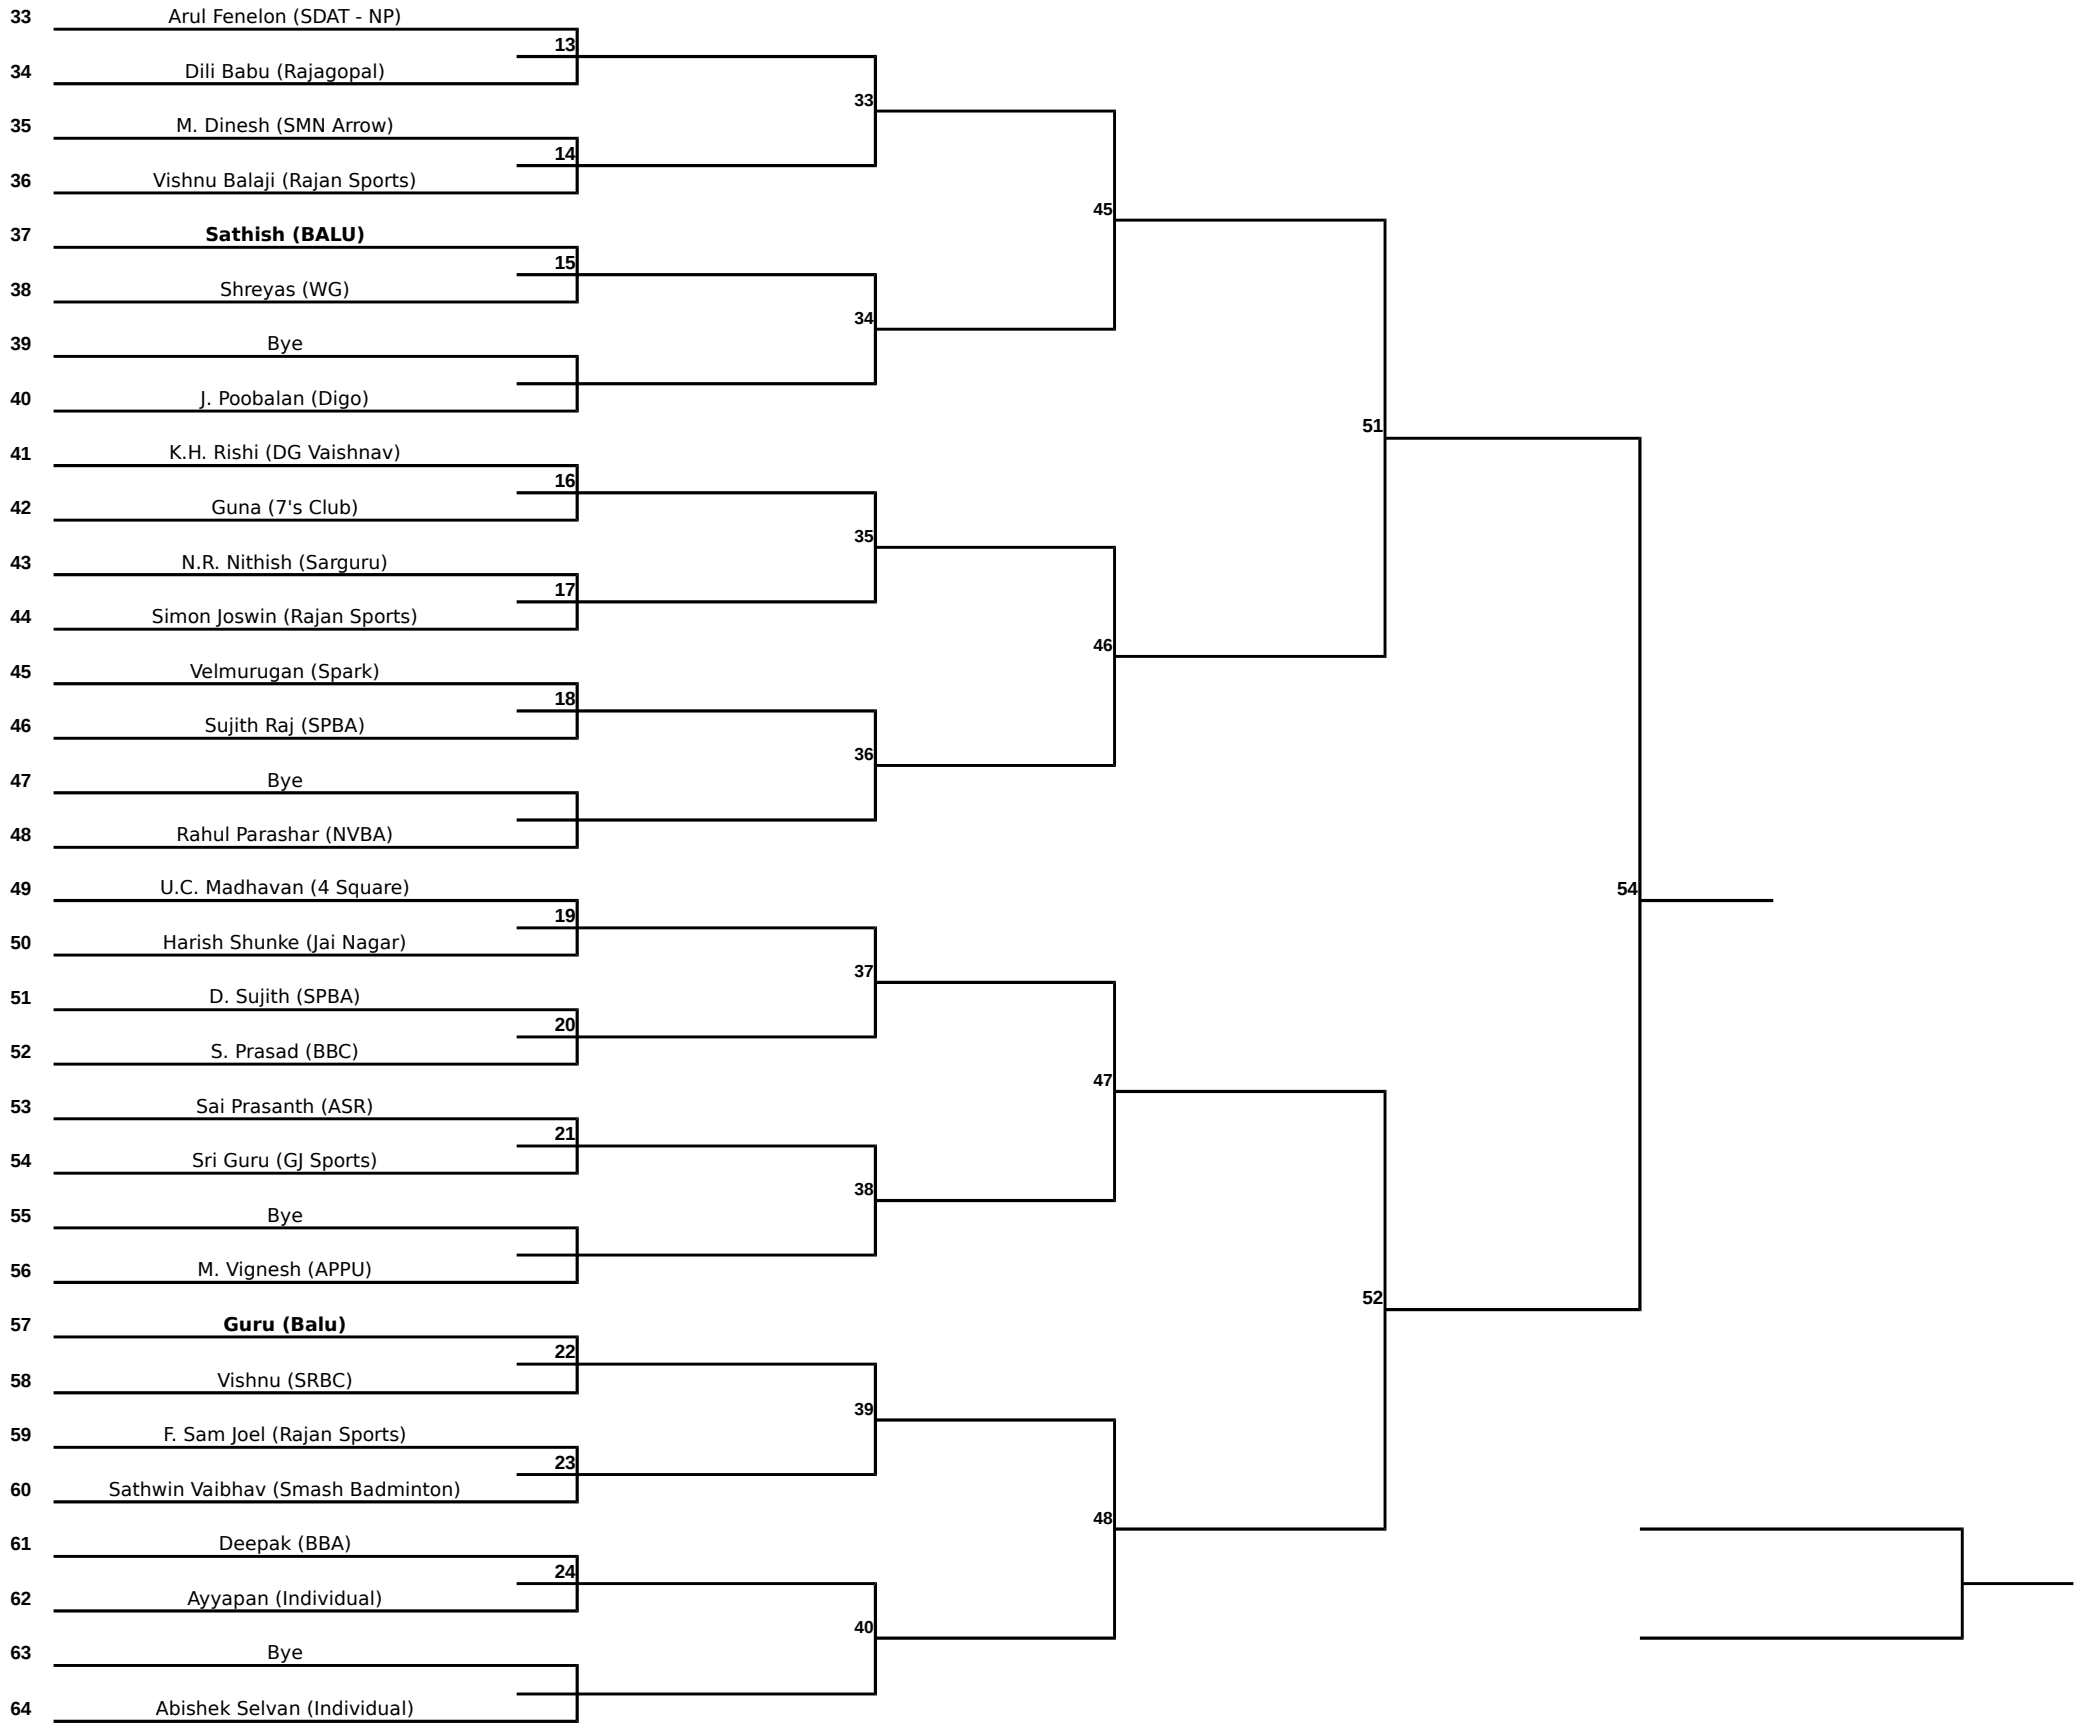 33 Arul Fenelon (SDAT - NP)
13
34 Dili Babu (Rajagopal)
33
35 M. Dinesh (SMN Arrow)
14
36 Vishnu Balaji (Rajan Sports)
45
37 Sathish (BALU)
15
38 Shreyas (WG)
34
39 Bye
40 J. Poobalan (Digo)
51
41 K.H. Rishi (DG Vaishnav)
16
42 Guna (7's Club)
35
43 N.R. Nithish (Sarguru)
17
44 Simon Joswin (Rajan Sports)
46
45 Velmurugan (Spark)
18
46 Sujith Raj (SPBA)
36
47 Bye
48 Rahul Parashar (NVBA)
49 U.C. Madhavan (4 Square)
54
19
50 Harish Shunke (Jai Nagar)
37
51 D. Sujith (SPBA)
20
52 S. Prasad (BBC)
47
53 Sai Prasanth (ASR)
21
54 Sri Guru (GJ Sports)
38
55 Bye
56 M. Vignesh (APPU)
52
57 Guru (Balu)
22
58 Vishnu (SRBC)
39
59 F. Sam Joel (Rajan Sports)
23
60 Sathwin Vaibhav (Smash Badminton)
48
61 Deepak (BBA)
24
62 Ayyapan (Individual)
40
63 Bye
64 Abishek Selvan (Individual)